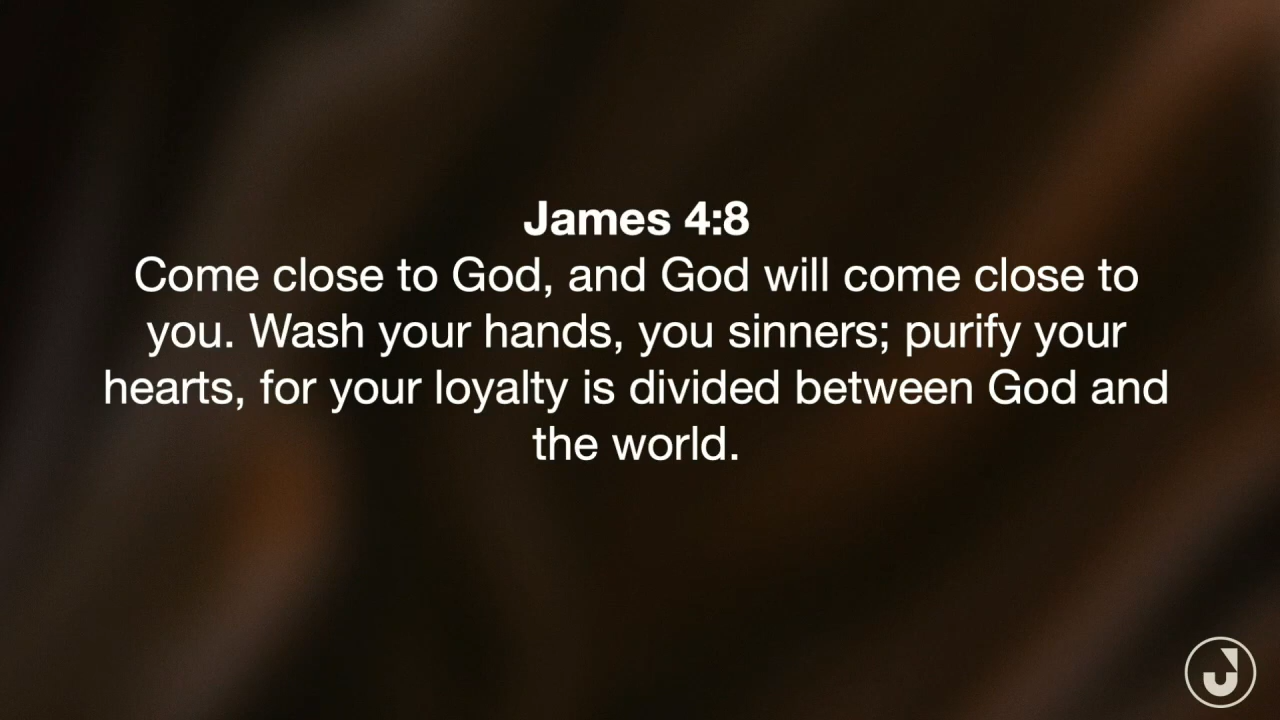 James 4:8
Come close to God, and God will come close to
you. Wash your hands, you sinners; purify your
hearts, for your loyalty is divided between God and
the world.